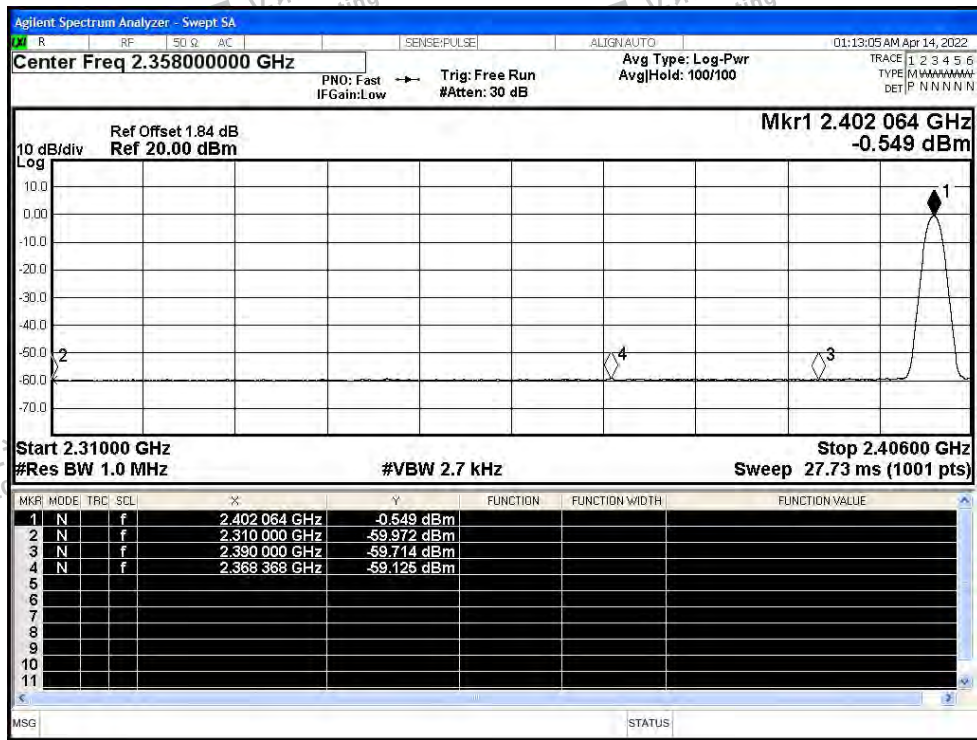 Agilent Spectrum Analyzer - Swept SA
LXI R RF 50 Ω AC SENSE:PULSE ALIGNAUTO 01:13:05 AM Apr 14, 2022
Center Freq 2.358000000 GHz
PNO: Fast Trig: Free Run Avg Type: Log-Pwr TRACE 1 2 3 4 5 6
IFGain:Low #Atten: 30 dB Avg|Hold: 100/100 TYPE M
DET P N N N N N
Mkr1 2.402 064 GHz
-0.549 dBm
Ref Offset 1.84 dB
10 dB/div Ref 20.00 dBm
Log
10.0
0.00
-10.0
-20.0
-30.0
-40.0
-50.0
-60.0
-70.0
1
2 4 3
Start 2.31000 GHz Stop 2.40600 GHz
#Res BW 1.0 MHz #VBW 2.7 kHz Sweep 27.73 ms (1001 pts)
MKR MODE TRC SCL X Y FUNCTION FUNCTION WIDTH FUNCTION VALUE
1 N f 2.402 064 GHz -0.549 dBm
2 N f 2.310 000 GHz -59.972 dBm
3 N f 2.390 000 GHz -59.714 dBm
4 N f 2.368 368 GHz -59.125 dBm
5
6
7
8
9
10
11
MSG STATUS